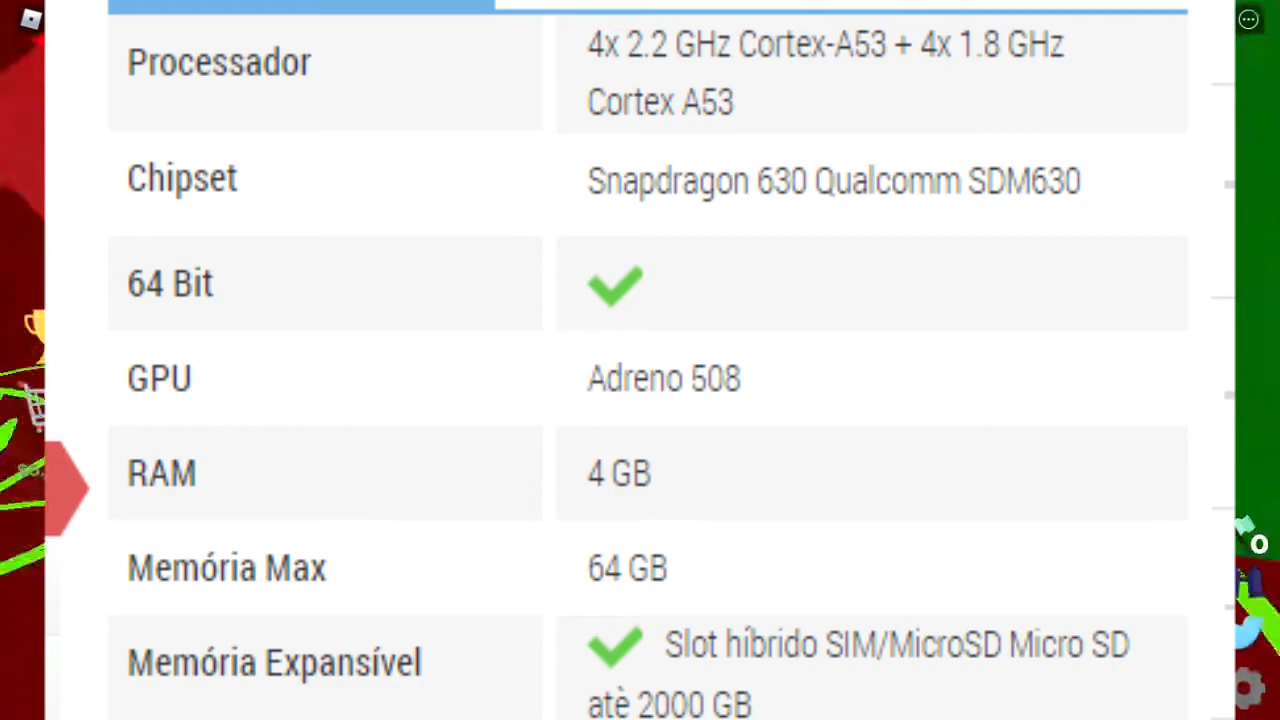 Processador
4x 2.2 GHz Cortex-A53 + 4x 1.8 GHz
Cortex A53
Chipset
Snapdragon 630 Qualcomm SDM630
64 Bit
GPU
Adreno 508
RAM
4 GB
Memória Max
64 GB
Memória Expansível
Slot híbrido SIM/MicroSD Micro SD
atè 2000 GB
0